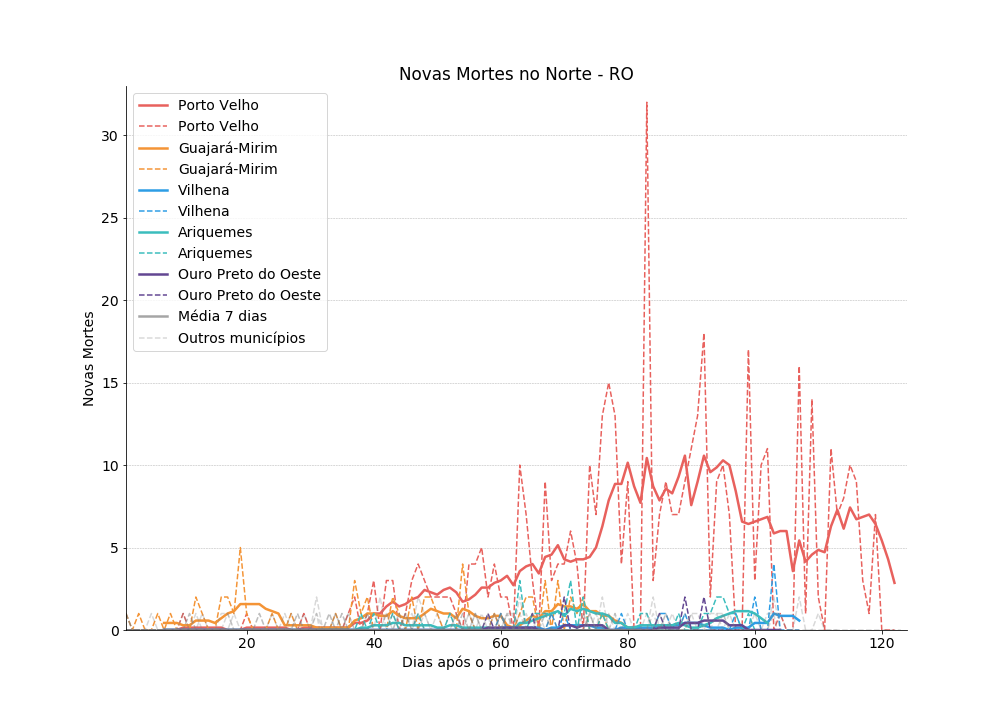 Novas Mortes no Norte - RO
Porto Velho
Porto Velho
Guajará-Mirim
Guajará-Mirim
Vilhena
Vilhena
Ariquemes
Ariquemes
Ouro Preto do Oeste
Ouro Preto do Oeste
Média 7 dias
Outros municípios
Novas Mortes
30
25
20
15
10
5
0
20
40
60
80
100
120
Dias após o primeiro confirmado